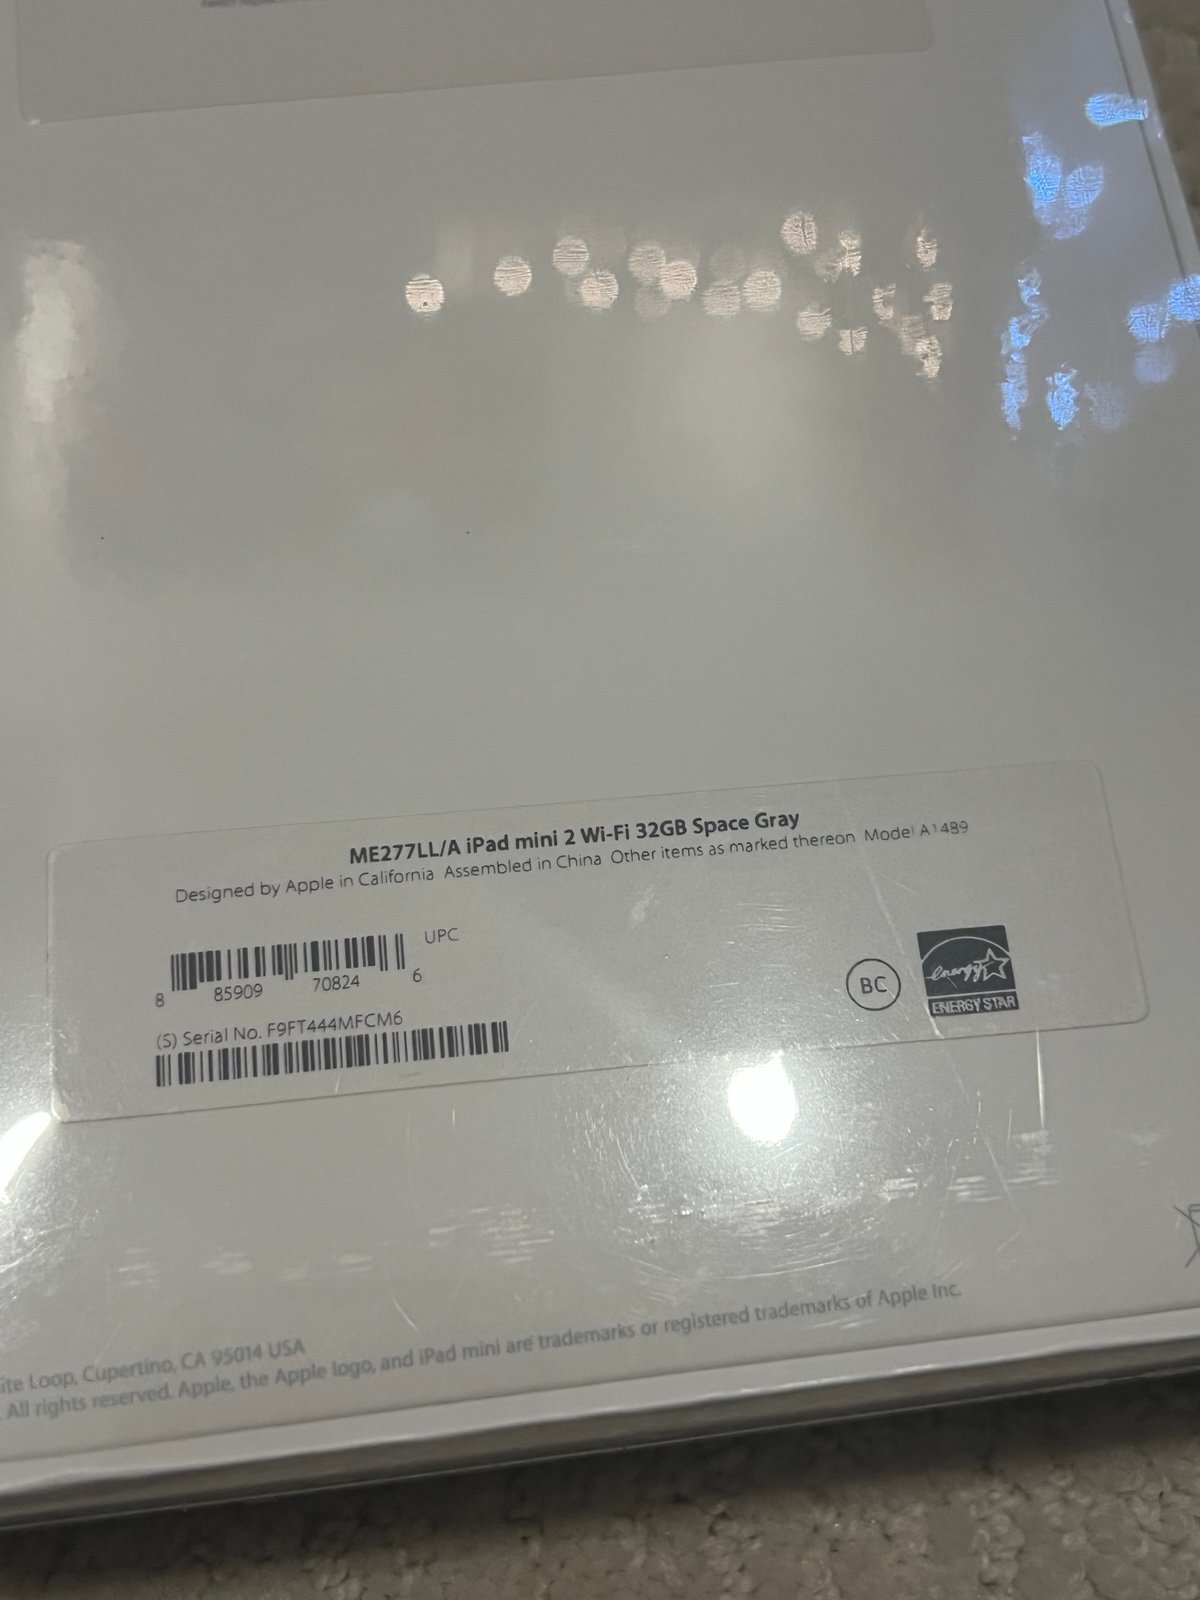 ME277LL/A iPad mini 2 Wi-Fi 32GB Space Gray
Designed by Apple in California Assembled in China Other items as marked thereon Model A1489
UPC
8 85909 70824 6
(S) Serial No. F9FT444MFCM6
BC
energy
ENERGY STAR
ite Loop, Cupertino, CA 95014 USA
All rights reserved. Apple, the Apple logo, and iPad mini are trademarks or registered trademarks of Apple Inc.